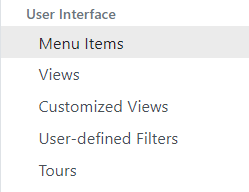 User Interface
Menu Items
Views
Customized Views
User-defined Filters
Tours